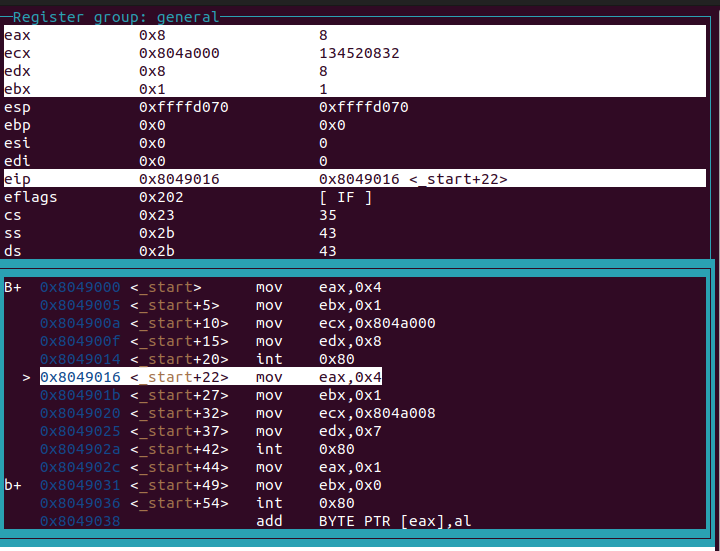 Register group: general
eax 0x8 8
ecx 0x804a000 134520832
edx 0x8 8
ebx 0x1 1
esp 0xffffd070 0xffffd070
ebp 0x0 0x0
esi 0x0 0
edi 0x0 0
eip 0x8049016 0x8049016 <_start+22>
eflags 0x202 [ IF ]
cs 0x23 35
ss 0x2b 43
ds 0x2b 43
B+ 0x8049000 <_start> mov eax,0x4
0x8049005 <_start+5> mov ebx,0x1
0x804900a <_start+10> mov ecx,0x804a000
0x804900f <_start+15> mov edx,0x8
0x8049014 <_start+20> int 0x80
> 0x8049016 <_start+22> mov eax,0x4
0x804901b <_start+27> mov ebx,0x1
0x8049020 <_start+32> mov ecx,0x804a008
0x8049025 <_start+37> mov edx,0x7
0x804902a <_start+42> int 0x80
0x804902c <_start+44> mov eax,0x1
b+ 0x8049031 <_start+49> mov ebx,0x0
0x8049036 <_start+54> int 0x80
0x8049038 add BYTE PTR [eax],al